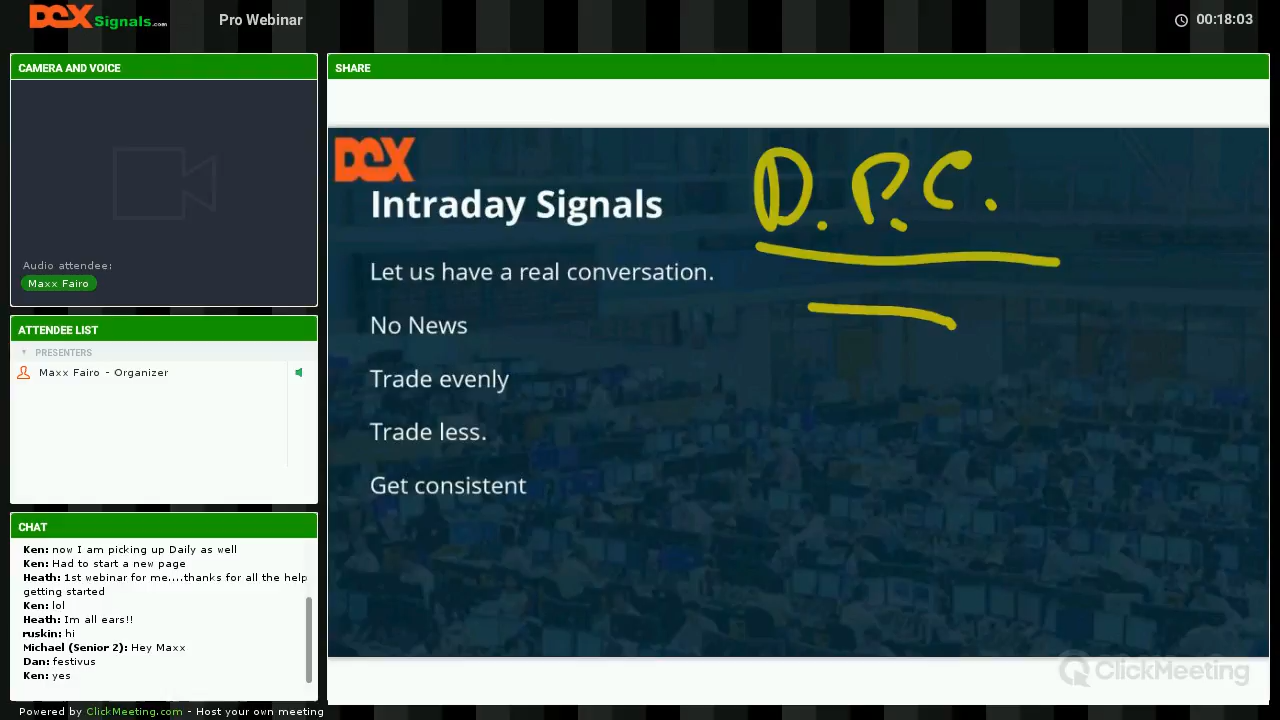 DEX Signals.com
Pro Webinar
00:18:03
CAMERA AND VOICE
Audio attendee:
Maxx Fairo
ATTENDEE LIST
PRESENTERS
Maxx Fairo - Organizer
CHAT
Ken: now I am picking up Daily as well
Ken: Had to start a new page
Heath: 1st webinar for me....thanks for all the help
getting started
Ken: lol
Heath: Im all ears!!
ruskin: hi
Michael (Senior 2): Hey Maxx
Dan: festivus
Ken: yes
Powered by ClickMeeting.com - Host your own meeting
SHARE
DEX
D.P.C.
Intraday Signals
Let us have a real conversation.
No News
Trade evenly
Trade less.
Get consistent
ClickMeeting